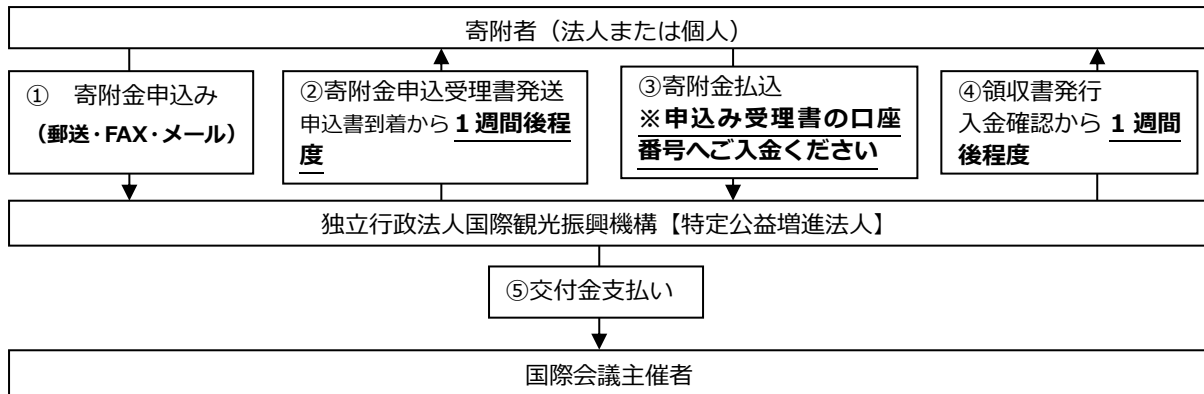 寄附者（法人または個人）
①　寄附金申込み
（郵送・FAX・メール）
②寄附金申込受理書発送
申込書到着から１週間後程
度
③寄附金払込
※申込み受理書の口座
番号へご入金ください
④領収書発行
入金確認から１週間
後程度
独立行政法人国際観光振興機構【特定公益増進法人】
⑤交付金支払い
国際会議主催者